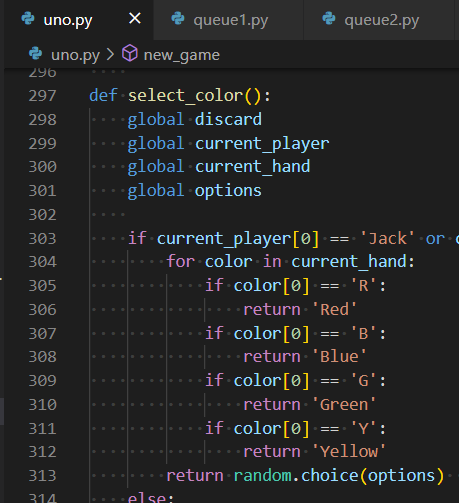 uno.py × queue1.py queue2.py
uno.py > new_game
296
297 def select_color():
298 global discard
299 global current_player
300 global current_hand
301 global options
302
303 if current_player[0] == 'Jack' or
304 for color in current_hand:
305 if color[0] == 'R':
306 return 'Red'
307 if color[0] == 'B':
308 return 'Blue'
309 if color[0] == 'G':
310 return 'Green'
311 if color[0] == 'Y':
312 return 'Yellow'
313 return random.choice(options)
314 else: